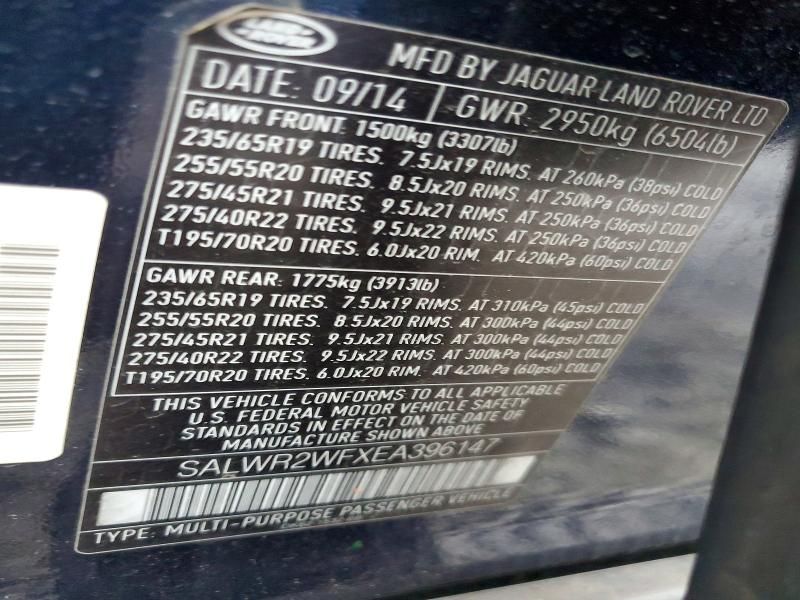 LAND ROVER
MFD BY JAGUAR LAND ROVER LTD
DATE: 09/14 GWR: 2950kg (6504lb)
GAWR FRONT: 1500kg (3307lb)
235/65R19 TIRES. 7.5Jx19 RIMS. AT 260kPa (38psi) COLD
255/55R20 TIRES. 8.5Jx20 RIMS. AT 250kPa (36psi) COLD
275/45R21 TIRES. 9.5Jx21 RIMS. AT 250kPa (36psi) COLD
275/40R22 TIRES. 9.5Jx22 RIMS. AT 250kPa (36psi) COLD
T195/70R20 TIRES. 6.0Jx20 RIM. AT 420kPa (60psi) COLD
GAWR REAR: 1775kg (3913lb)
235/65R19 TIRES. 7.5Jx19 RIMS. AT 310kPa (45psi) COLD
255/55R20 TIRES. 8.5Jx20 RIMS. AT 300kPa (44psi) COLD
275/45R21 TIRES. 9.5Jx21 RIMS. AT 300kPa (44psi) COLD
275/40R22 TIRES. 9.5Jx22 RIMS. AT 300kPa (44psi) COLD
T195/70R20 TIRES. 6.0Jx20 RIM. AT 420kPa (60psi) COLD
THIS VEHICLE CONFORMS TO ALL APPLICABLE
U.S. FEDERAL MOTOR VEHICLE SAFETY
STANDARDS IN EFFECT ON THE DATE OF
MANUFACTURE SHOWN ABOVE
SALWR2WFXEA396147
TYPE: MULTI-PURPOSE PASSENGER VEHICLE